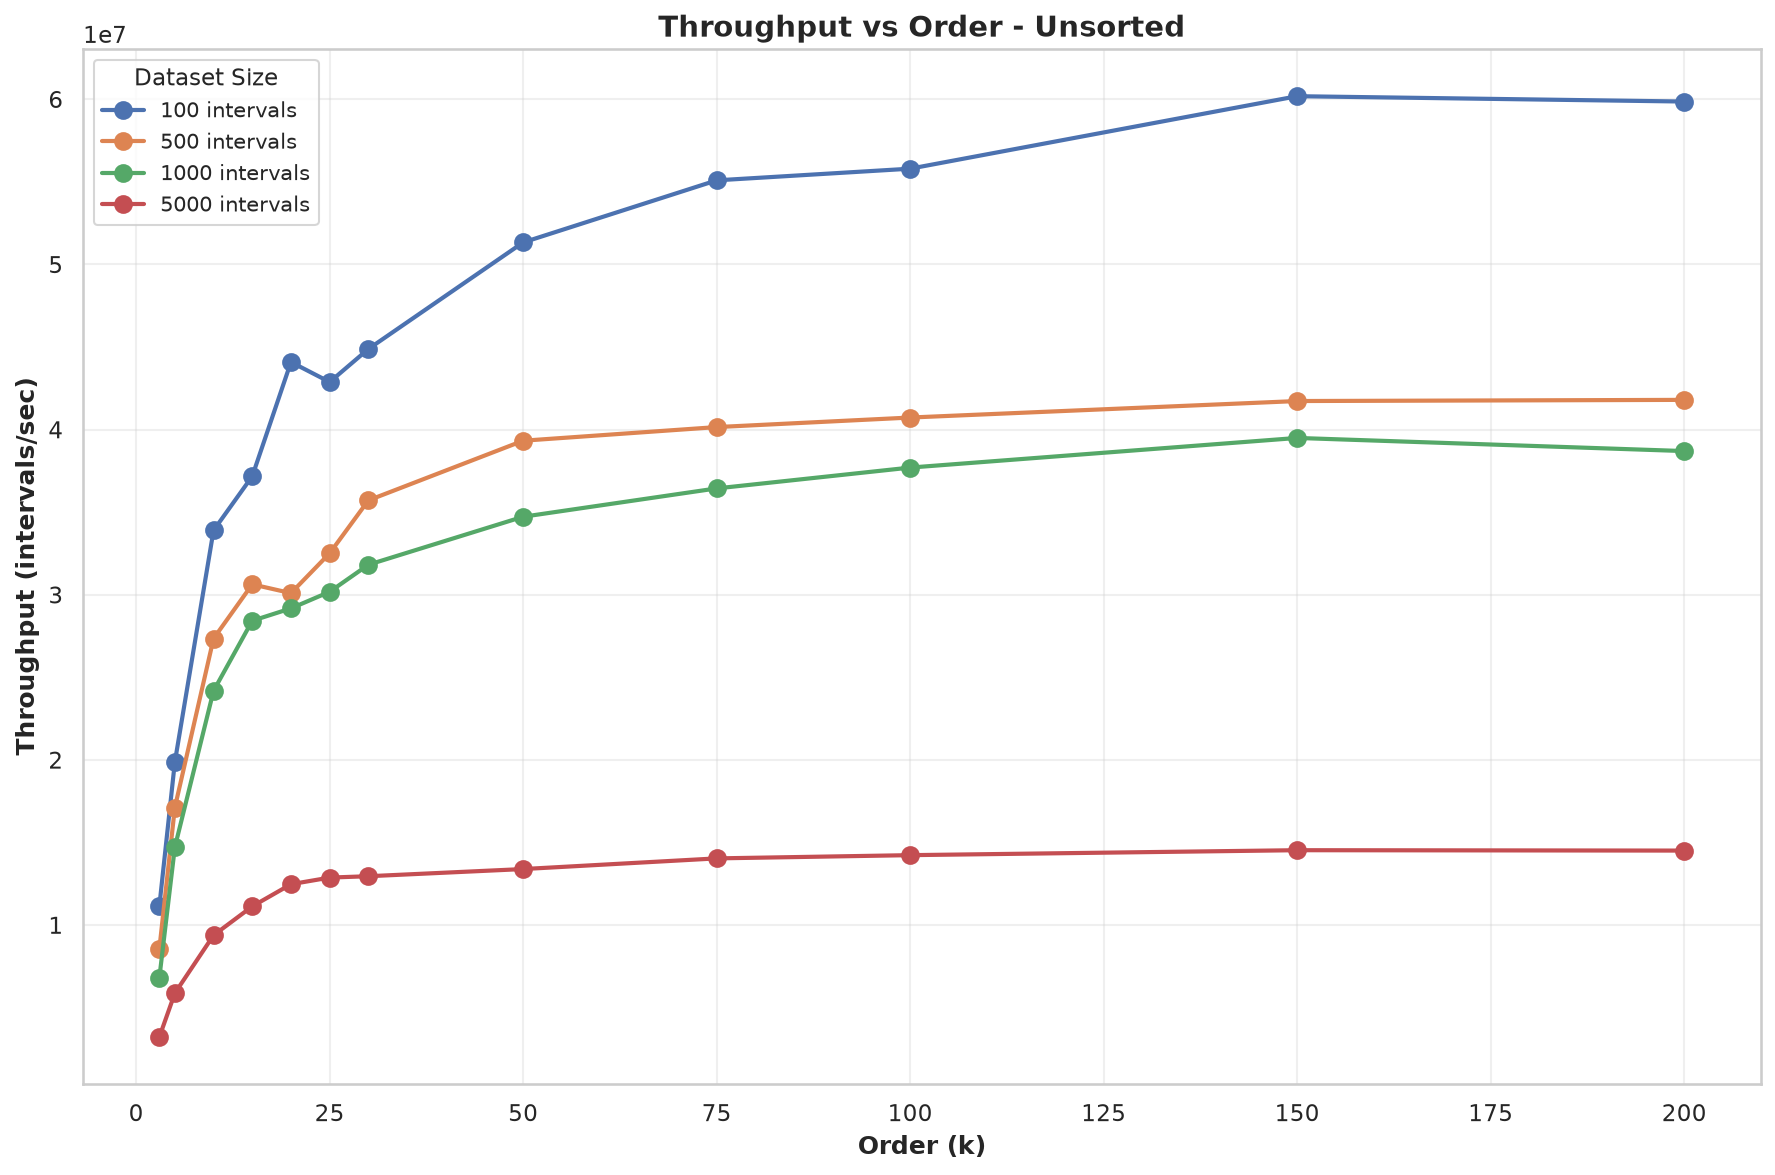 Throughput vs Order - Unsorted
1e7
Dataset Size
100 intervals
500 intervals
1000 intervals
5000 intervals
6
5
4
3
2
1
Throughput (intervals/sec)
0 25 50 75 100 125 150 175 200
Order (k)